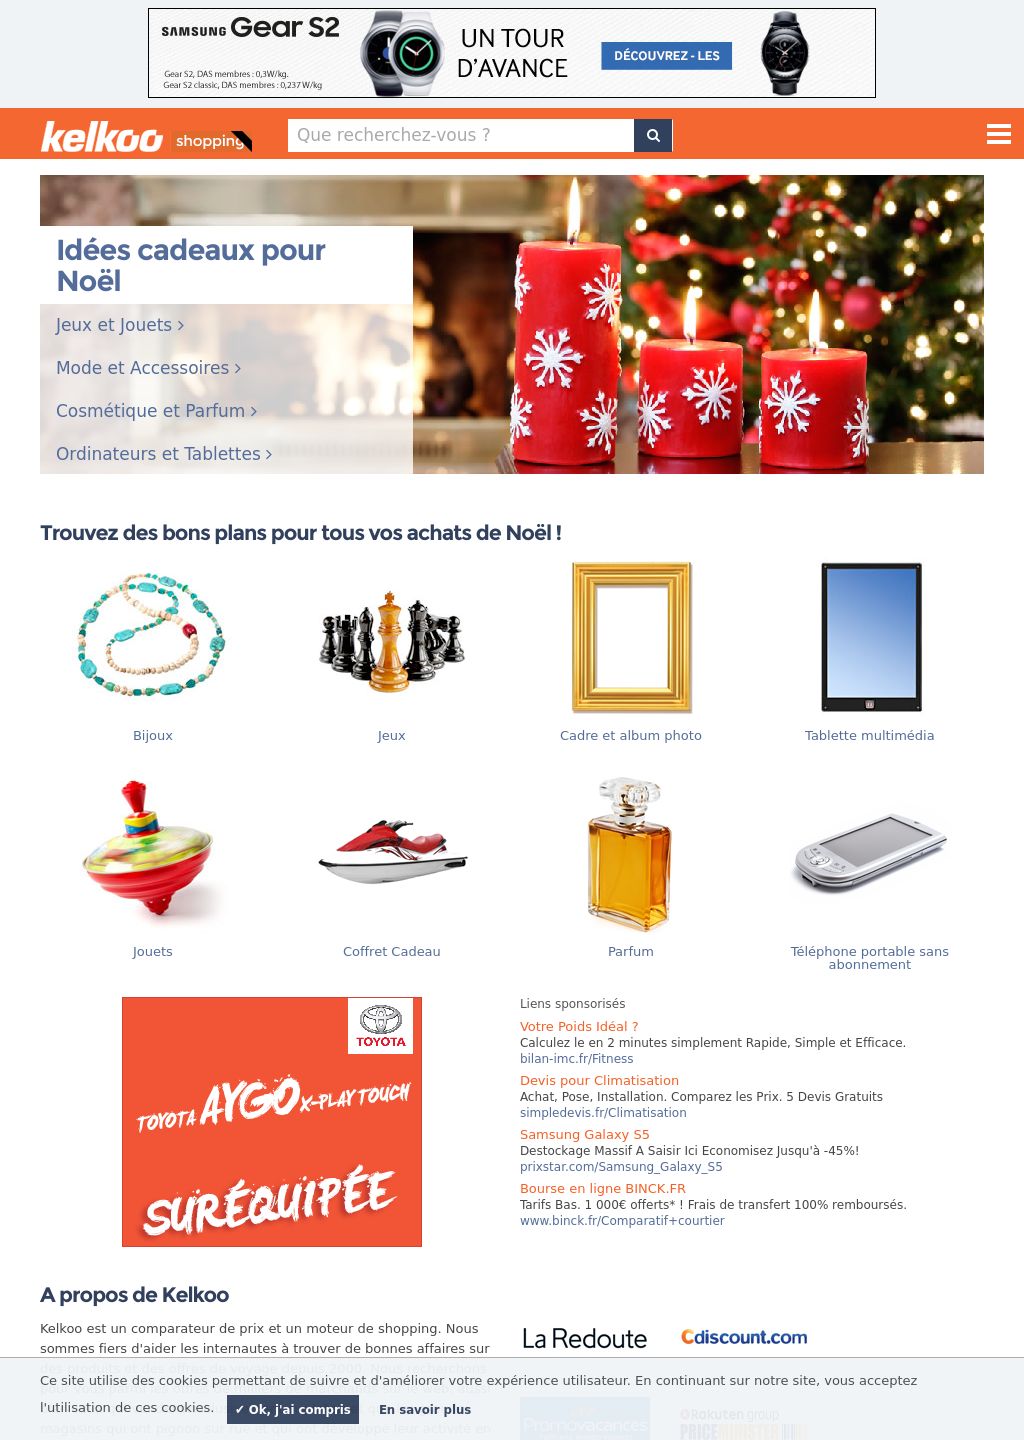 SAMSUNG Gear S2
UN TOUR
D'AVANCE
DÉCOUVREZ - LES
Gear S2, DAS membres : 0,3W/kg.
Gear S2 classic, DAS membres : 0,237 W/kg
kelkoo shopping
Que recherchez-vous ?
Idées cadeaux pour
Noël
Jeux et Jouets
Mode et Accessoires
Cosmétique et Parfum
Ordinateurs et Tablettes
Trouvez des bons plans pour tous vos achats de Noël !
Bijoux
Jeux
Cadre et album photo
Tablette multimédia
Jouets
Coffret Cadeau
Parfum
Téléphone portable sans
abonnement
TOYOTA
TOYOTA AYGO X-PLAY TOUCH
SURÉQUIPÉE
Liens sponsorisés
Votre Poids Idéal ?
Calculez le en 2 minutes simplement Rapide, Simple et Efficace.
bilan-imc.fr/Fitness
Devis pour Climatisation
Achat, Pose, Installation. Comparez les Prix. 5 Devis Gratuits
simpledevis.fr/Climatisation
Samsung Galaxy S5
Destockage Massif A Saisir Ici Economisez Jusqu'à -45%!
prixstar.com/Samsung_Galaxy_S5
Bourse en ligne BINCK.FR
Tarifs Bas. 1 000€ offerts* ! Frais de transfert 100% remboursés.
www.binck.fr/Comparatif+courtier
A propos de Kelkoo
Kelkoo est un comparateur de prix et un moteur de shopping. Nous
sommes fiers d'aider les internautes à trouver de bonnes affaires sur
des produits et des offres de voyage depuis 2000. Nous recherchons
La Redoute
Cdiscount.com
Ce site utilise des cookies permettant de suivre et d'améliorer votre expérience utilisateur. En continuant sur notre site, vous acceptez
l'utilisation de ces cookies. ✓ Ok, j'ai compris En savoir plus
magasins qui ont pignon sur rue et qui ont développé leur activité en
Promovacances
Rakuten group
PRICEMINISTER